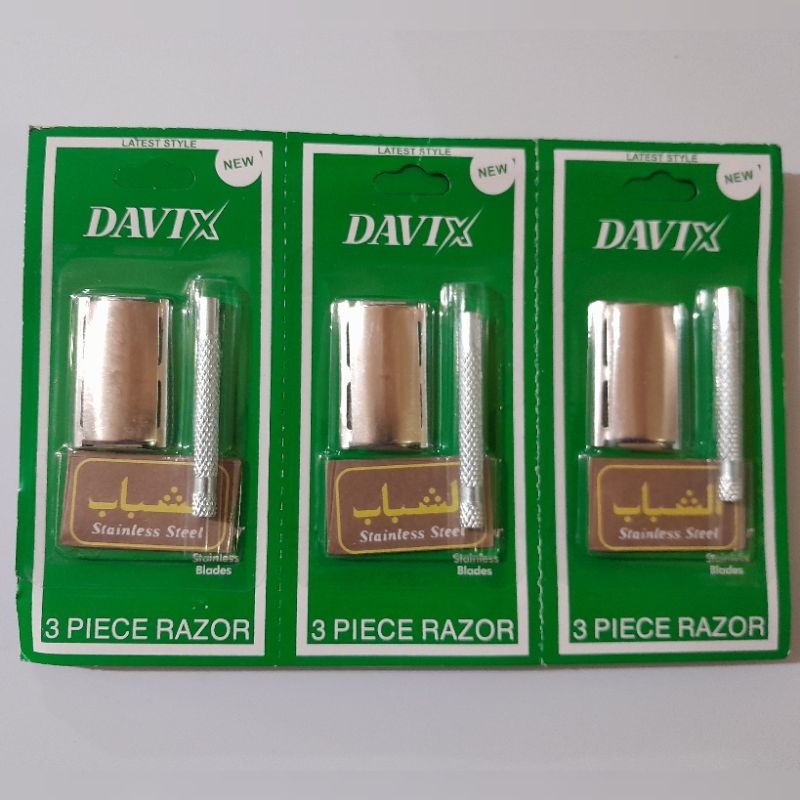 LATEST STYLE
NEW
DAVIX
الشباب
Stainless Steel
Stainless
Blades
3 PIECE RAZOR
LATEST STYLE
NEW
DAVIX
الشباب
Stainless Steel
Stainless
Blades
3 PIECE RAZOR
LATEST STYLE
NEW
DAVIX
الشباب
Stainless Steel
Stainless
Blades
3 PIECE RAZOR